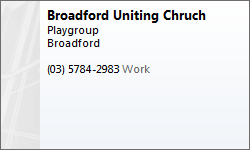 Broadford Uniting Chruch
Playgroup
Broadford
(03) 5784-2983 Work